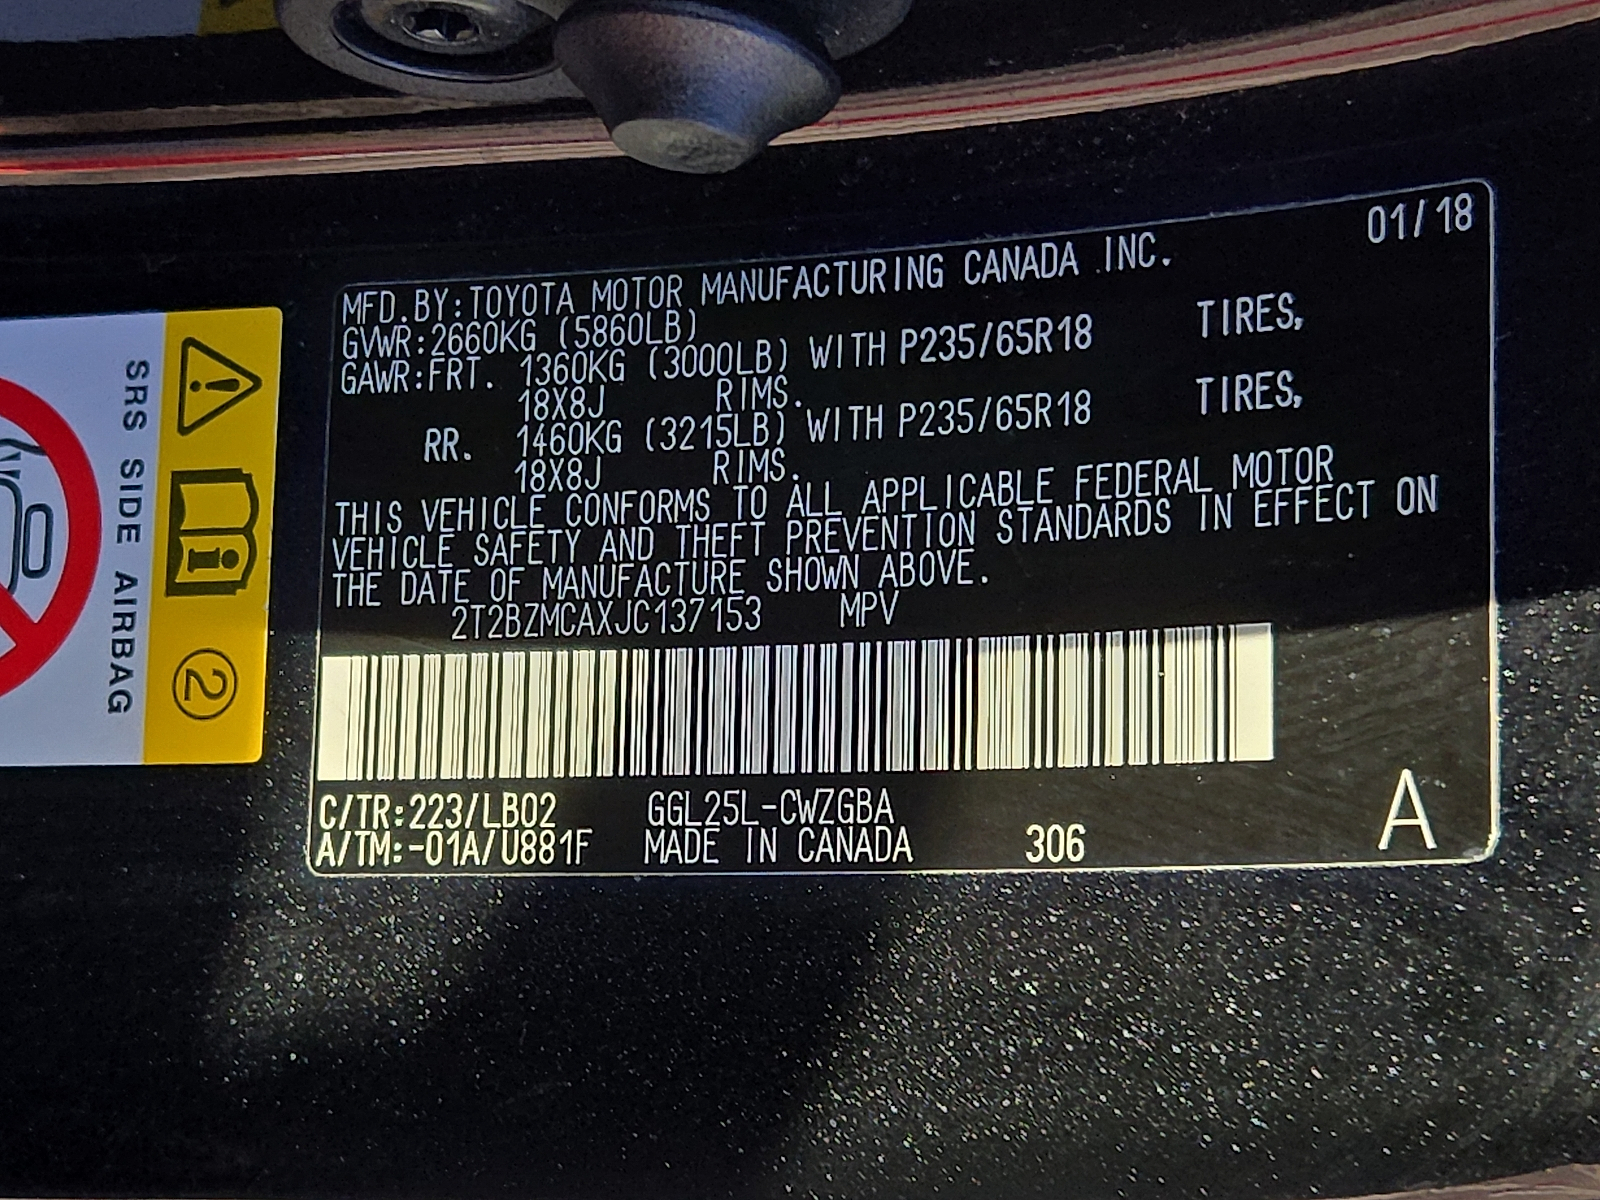 01/18
MFD.BY:TOYOTA MOTOR MANUFACTURING CANADA INC.
GVWR:2660KG (5860LB)
GAWR:FRT. 1360KG (3000LB) WITH P235/65R18 TIRES,
18X8J RIMS.
RR. 1460KG (3215LB) WITH P235/65R18 TIRES,
18X8J RIMS.
THIS VEHICLE CONFORMS TO ALL APPLICABLE FEDERAL MOTOR
VEHICLE SAFETY AND THEFT PREVENTION STANDARDS IN EFFECT ON
THE DATE OF MANUFACTURE SHOWN ABOVE.
2T2BZMCAXJC137153 MPV
C/TR:223/LB02 GGL25L-CWZGBA
A/TM:-01A/U881F MADE IN CANADA 306 A
SRS SIDE AIRBAG
2